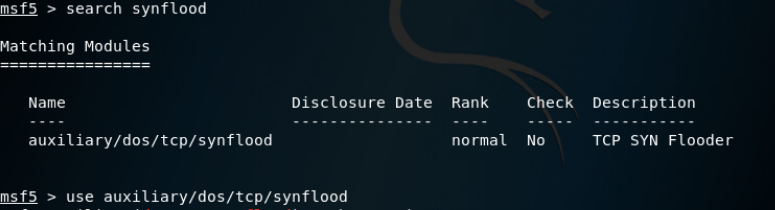 msf5 > search synflood
Matching Modules
================
Name Disclosure Date Rank Check Description
---- --------------- ---- ----- -----------
auxiliary/dos/tcp/synflood normal No TCP SYN Flooder
msf5 > use auxiliary/dos/tcp/synflood